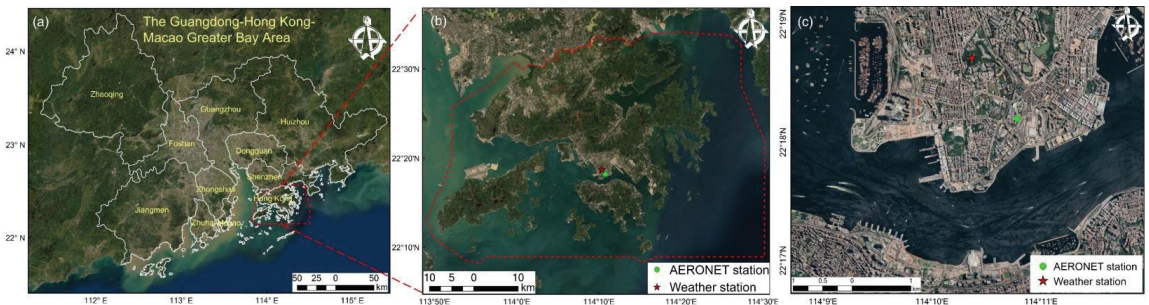 (a)
The Guangdong-Hong Kong-
Macao Greater Bay Area
24° N
23° N
22° N
Zhaoqing
Guangzhou
Huizhou
Foshan
Dongguan
Shenzhen
Zhongshan
Hong Kong
Jiangmen
Zhuhai
Macao
50 25 0 50
km
112° E
113° E
114° E
115° E
(b)
22°30'N
22°20'N
22°10'N
10 5 0 10
km
AERONET station
Weather station
113°50'E
114°0'E
114°10'E
114°20'E
114°30'E
(c)
22°19'N
22°18'N
22°17'N
1 0.5 0 1
km
AERONET station
Weather station
114°9'E
114°10'E
114°11'E